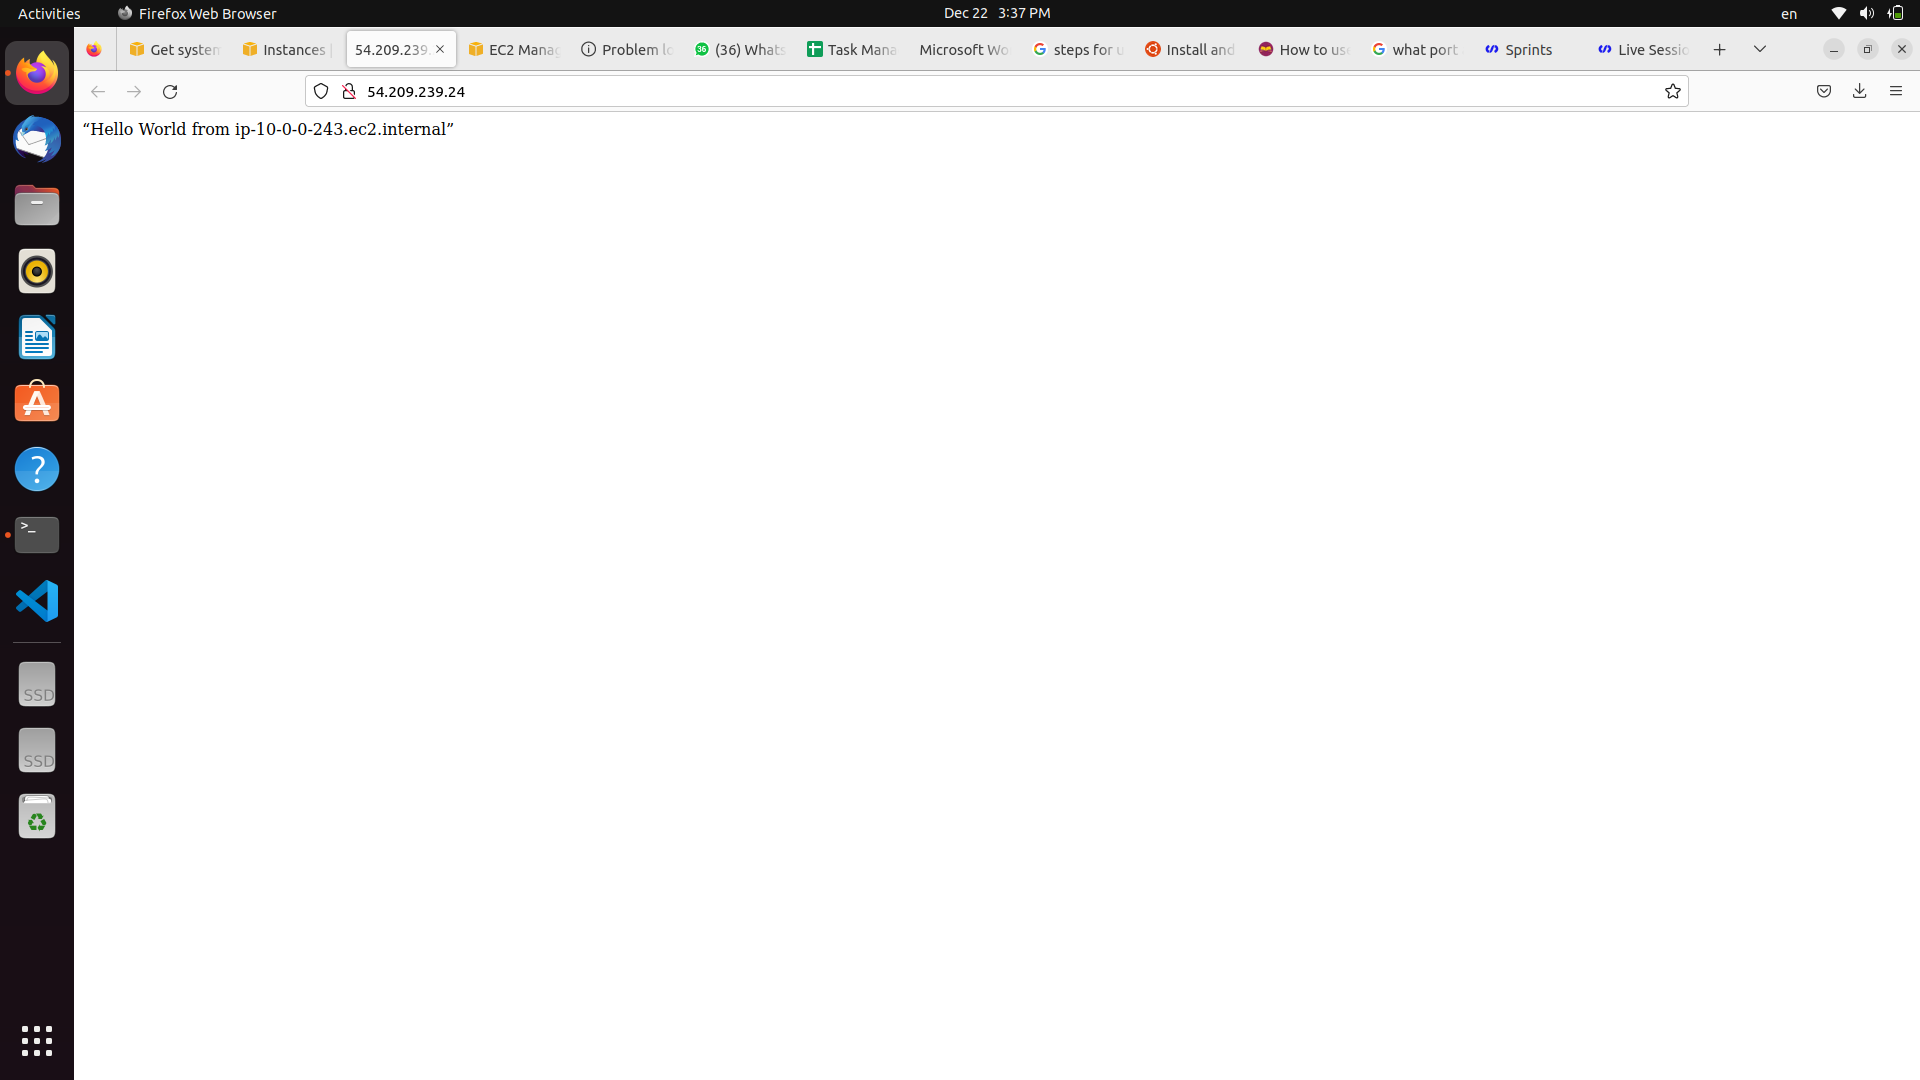 Activities
Firefox Web Browser
Dec 22 3:37 PM
en
Get system
Instances |
54.209.239.
EC2 Manag
Problem lo
(36) Whats
Task Mana
Microsoft Wo
steps for u
Install and
How to use
what port
Sprints
Live Sessio
54.209.239.24
“Hello World from ip-10-0-0-243.ec2.internal”
>_
SSD
SSD